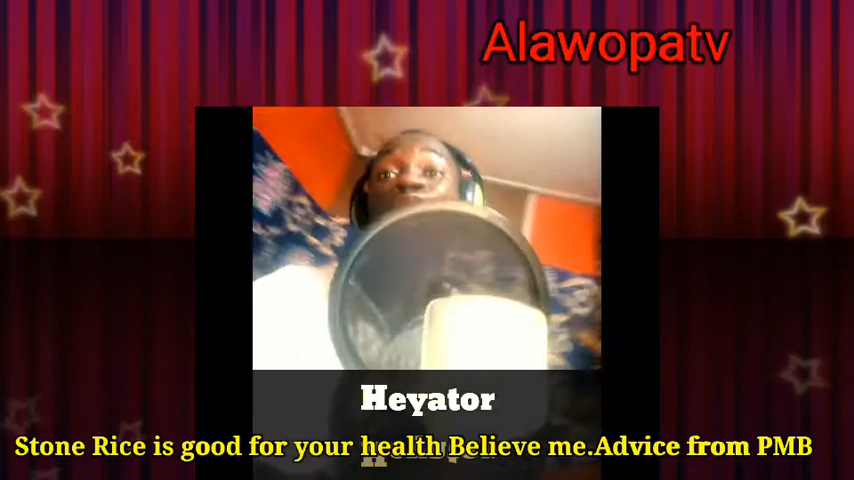 Alawopatv
Heyator
Stone Rice is good for your health Believe me.Advice from PMB